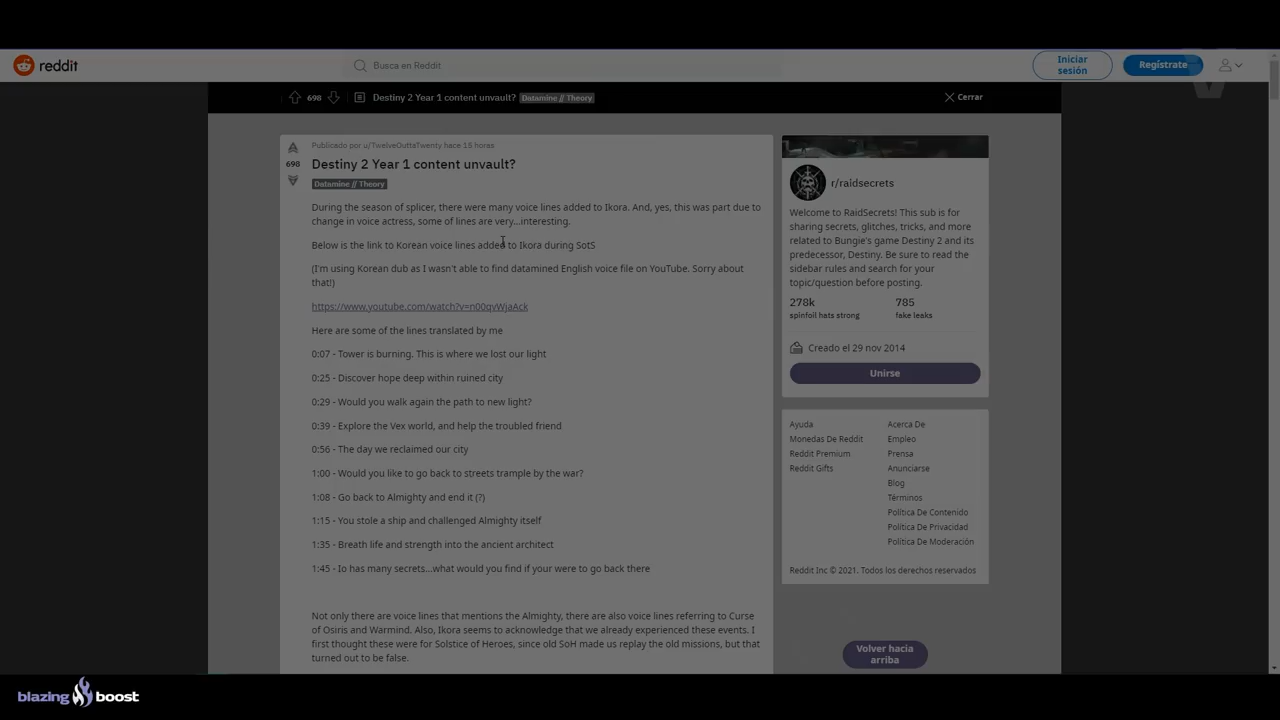 reddit
Busca en Reddit
Iniciar sesión
Regístrate
698
Destiny 2 Year 1 content unvault?
Datamine // Theory
Cerrar
Publicado por u/TwelveOuttaTwenty hace 15 horas
698
Destiny 2 Year 1 content unvault?
Datamine // Theory
During the season of splicer, there were many voice lines added to Ikora. And, yes, this was part due to
change in voice actress, some of lines are very...interesting.
Below is the link to Korean voice lines added to Ikora during SotS
(I'm using Korean dub as I wasn't able to find datamined English voice file on YouTube. Sorry about
that!)
https://www.youtube.com/watch?v=n00qvWjaAck
Here are some of the lines translated by me
0:07 - Tower is burning. This is where we lost our light
0:25 - Discover hope deep within ruined city
0:29 - Would you walk again the path to new light?
0:39 - Explore the Vex world, and help the troubled friend
0:56 - The day we reclaimed our city
1:00 - Would you like to go back to streets trample by the war?
1:08 - Go back to Almighty and end it (?)
1:15 - You stole a ship and challenged Almighty itself
1:35 - Breath life and strength into the ancient architect
1:45 - Io has many secrets...what would you find if your were to go back there
Not only there are voice lines that mentions the Almighty, there are also voice lines referring to Curse
of Osiris and Warmind. Also, Ikora seems to acknowledge that we already experienced these events. I
first thought these were for Solstice of Heroes, since old SoH made us replay the old missions, but that
turned out to be false.
r/raidsecrets
Welcome to RaidSecrets! This sub is for
sharing secrets, glitches, tricks, and more
related to Bungie's game Destiny 2 and its
predecessor, Destiny. Be sure to read the
sidebar rules and search for your
topic/question before posting.
278k 785
spinfoil hats strong fake leaks
Creado el 29 nov 2014
Unirse
Ayuda Acerca De
Monedas De Reddit Empleo
Reddit Premium Prensa
Reddit Gifts Anunciarse
Blog
Términos
Política De Contenido
Política De Privacidad
Política De Moderación
Reddit Inc © 2021. Todos los derechos reservados
Volver hacia
arriba
blazing boost